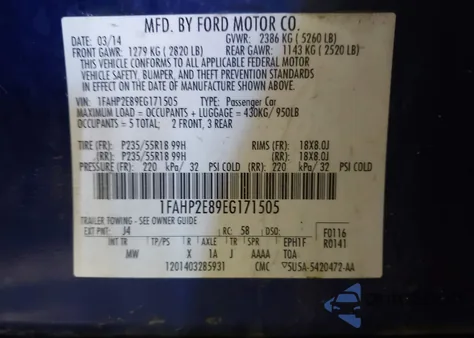 MFD. BY FORD MOTOR CO.
DATE: 03/14 GVWR: 2386 KG ( 5260 LB)
FRONT GAWR: 1279 KG ( 2820 LB) REAR GAWR: 1143 KG ( 2520 LB)
THIS VEHICLE CONFORMS TO ALL APPLICABLE FEDERAL MOTOR
VEHICLE SAFETY, BUMPER, AND THEFT PREVENTION STANDARDS
IN EFFECT ON THE DATE OF MANUFACTURE SHOWN ABOVE.
VIN: 1FAHP2E89EG171505 TYPE: Passenger Car
MAXIMUM LOAD = OCCUPANTS + LUGGAGE = 430KG/ 950LB
OCCUPANTS = 5 TOTAL: 2 FRONT, 3 REAR
TIRE (FR): P235/55R18 99H RIMS (FR): 18X8.0J
(RR): P235/55R18 99H (RR): 18X8.0J
PRESSURE (FR): 220 kPa/ 32 PSI COLD (RR): 220 kPa/ 32 PSI COLD
1FAHP2E89EG171505
TRAILER TOWING - SEE OWNER GUIDE
EXT PNT: J4 RC: 58 DSO: F0116
INT TR TP/PS R AXLE TR SPR EPH1F R0141
MW X 1A J AAAA TOA
1201403285931 CMC 5U5A-5420472-AA